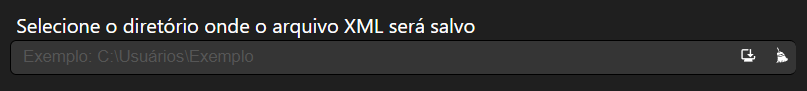 Selecione o diretório onde o arquivo XML será salvo
Exemplo: C:\Usuários\Exemplo